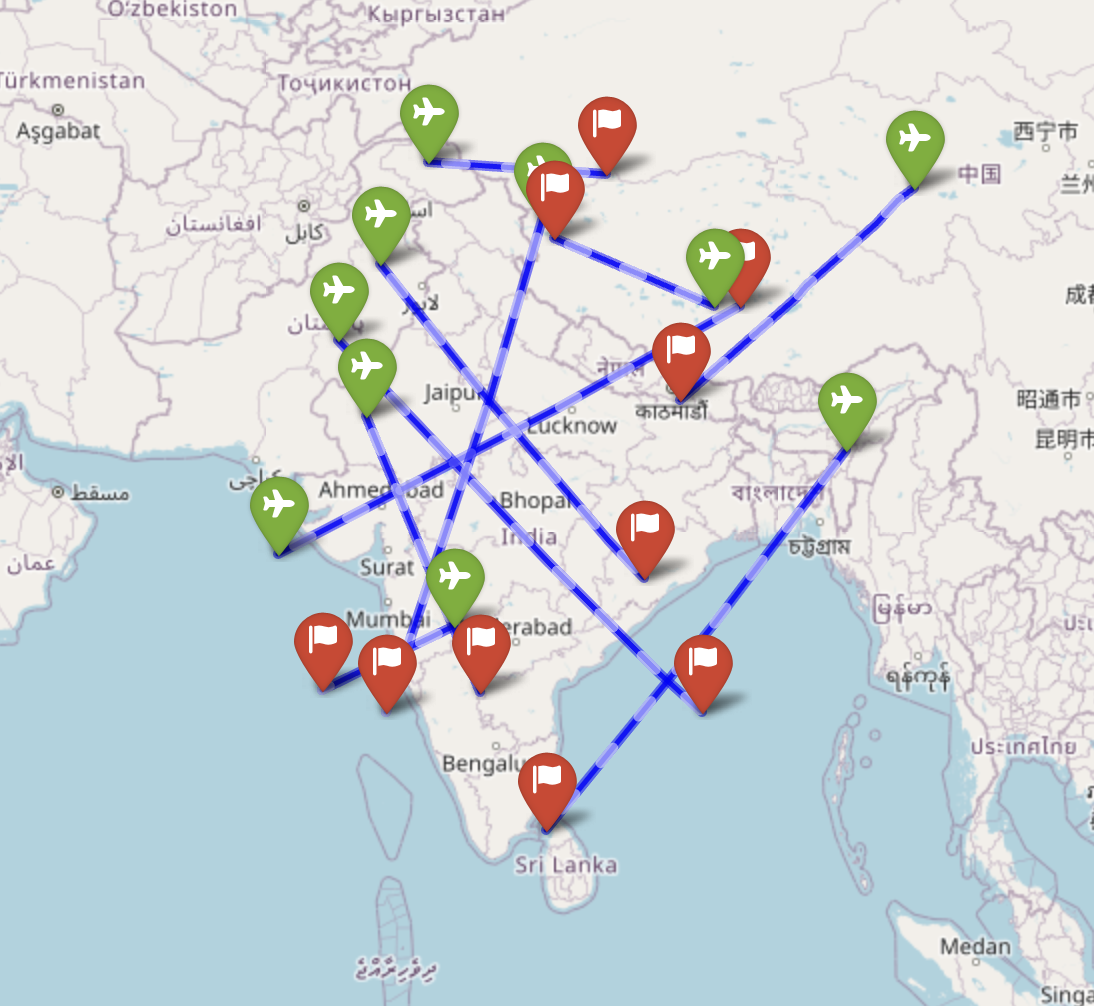 O'zbekiston
Кыргызстан
Türkmenistan
Тоҷикистон
Aşgabat
西宁市
中国
兰州
افغانستان
کابل
اس
لاہور
成都
پاکستان
नेपाल
Jaipur
काठमाडौं
昭通市
昆明市
Lucknow
مسقط
کراچی
Ahmedabad
Bhopal
বাংলাদেশ
India
চট্টগ্রাম
عمان
Surat
Mumbai
မြန်မာ
derabad
ရန်ကုန်
ประเทศไทย
Bengalu
Sri Lanka
Medan
ދިވެހިރާއްޖެ
Singa